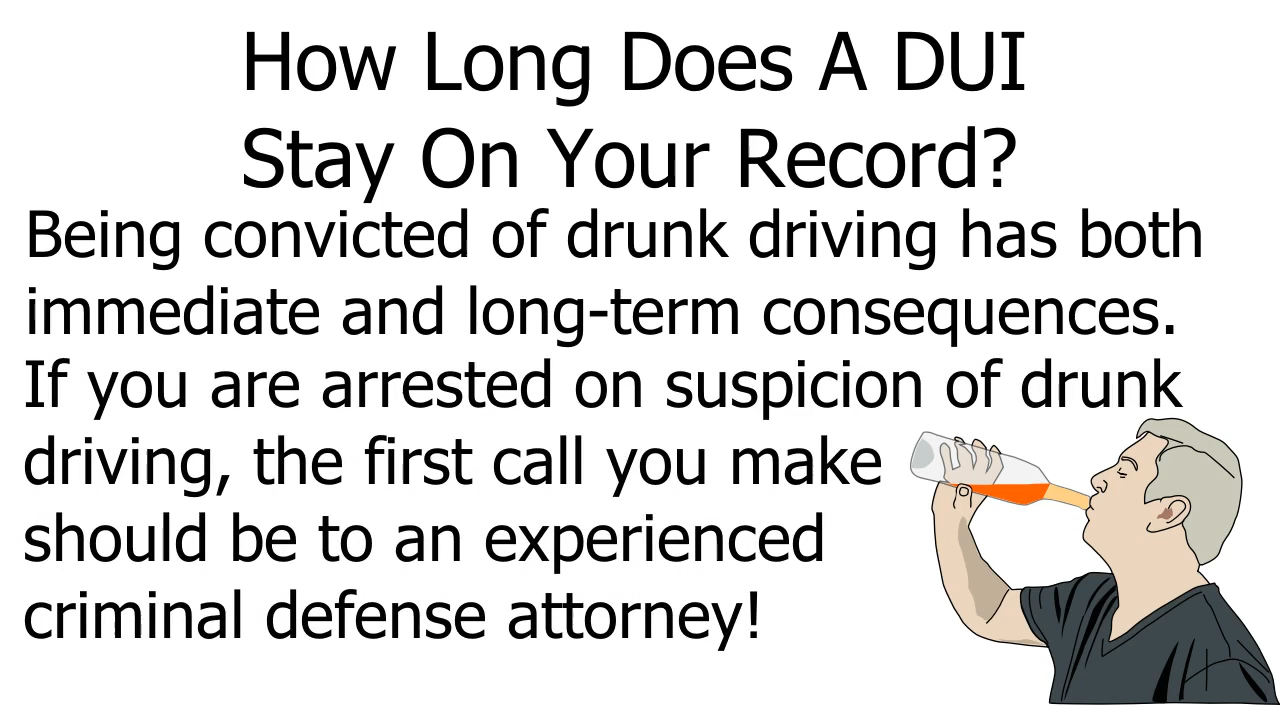 How Long Does A DUI
Stay On Your Record?
Being convicted of drunk driving has both
immediate and long-term consequences.
If you are arrested on suspicion of drunk
driving, the first call you make
should be to an experienced
criminal defense attorney!